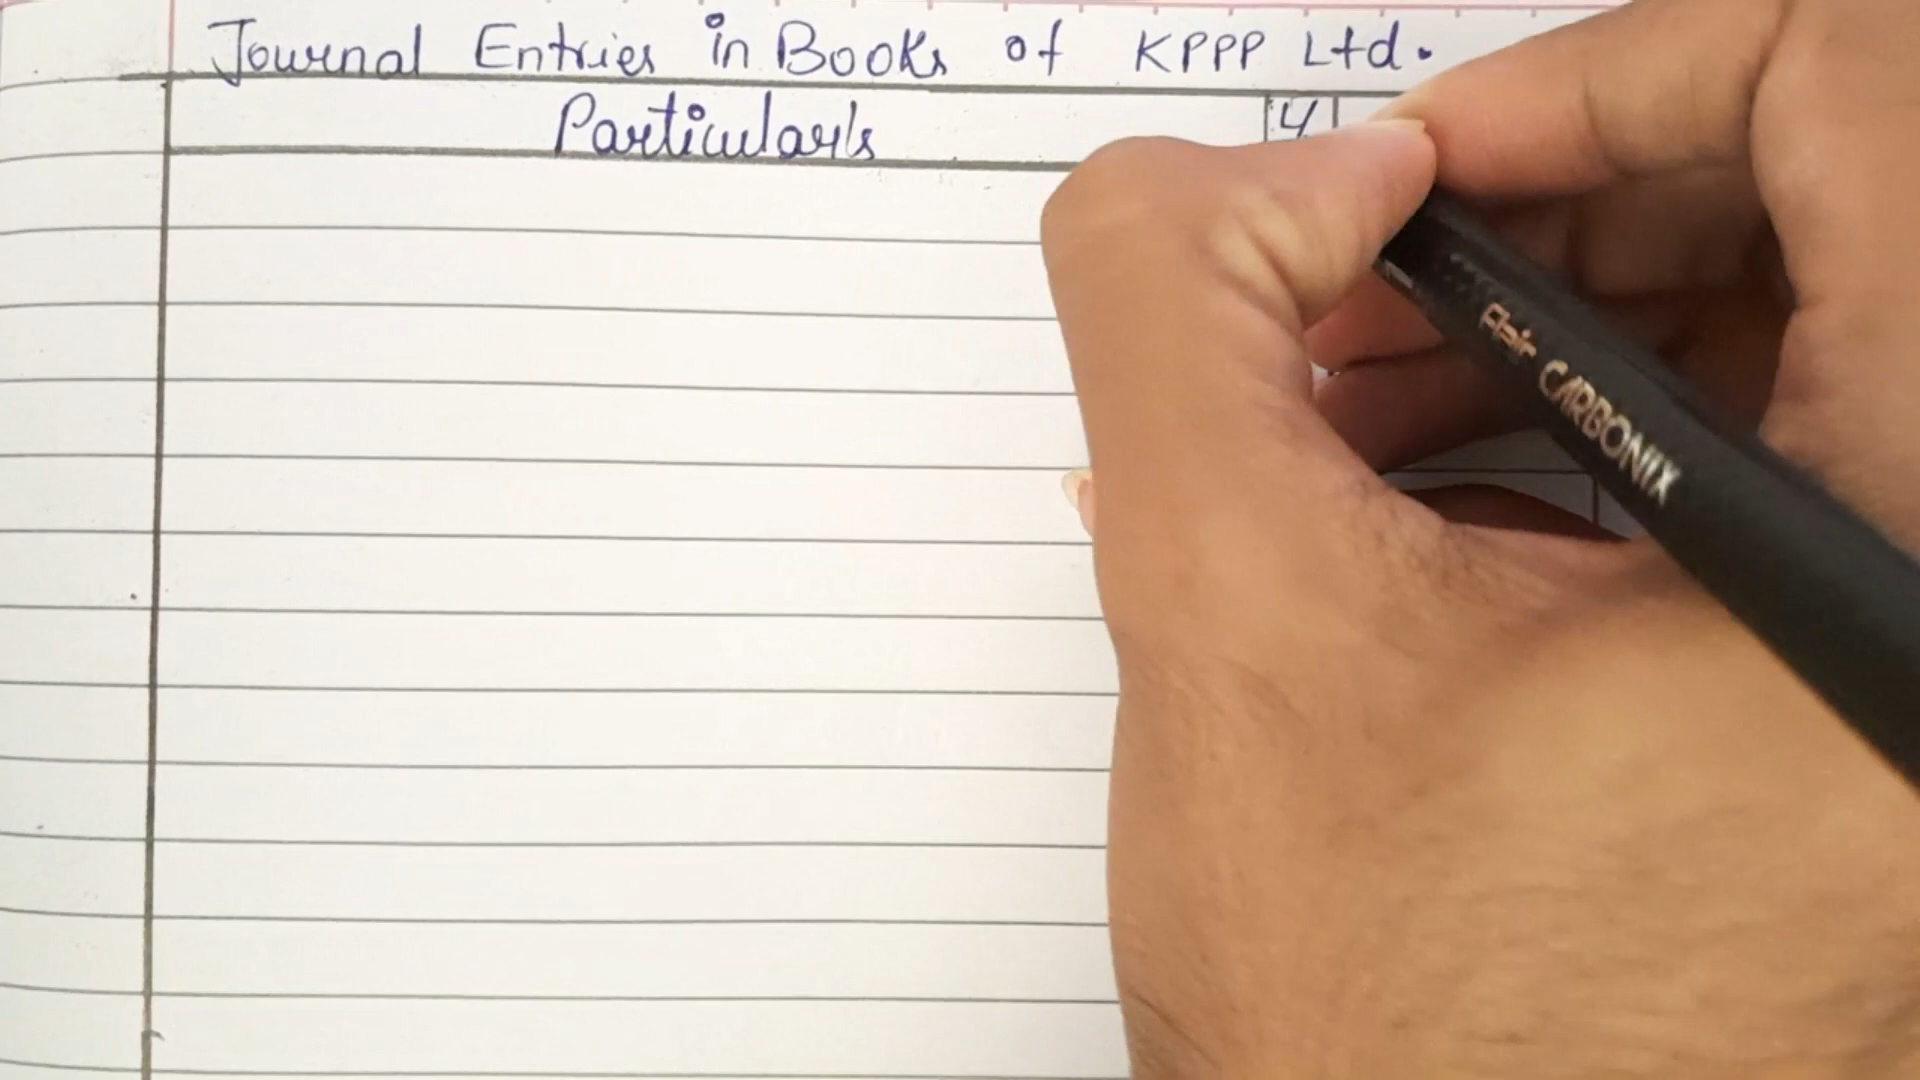 Journal Entries in Books of KPPP Ltd.
Particulars
Flair CARBONIX